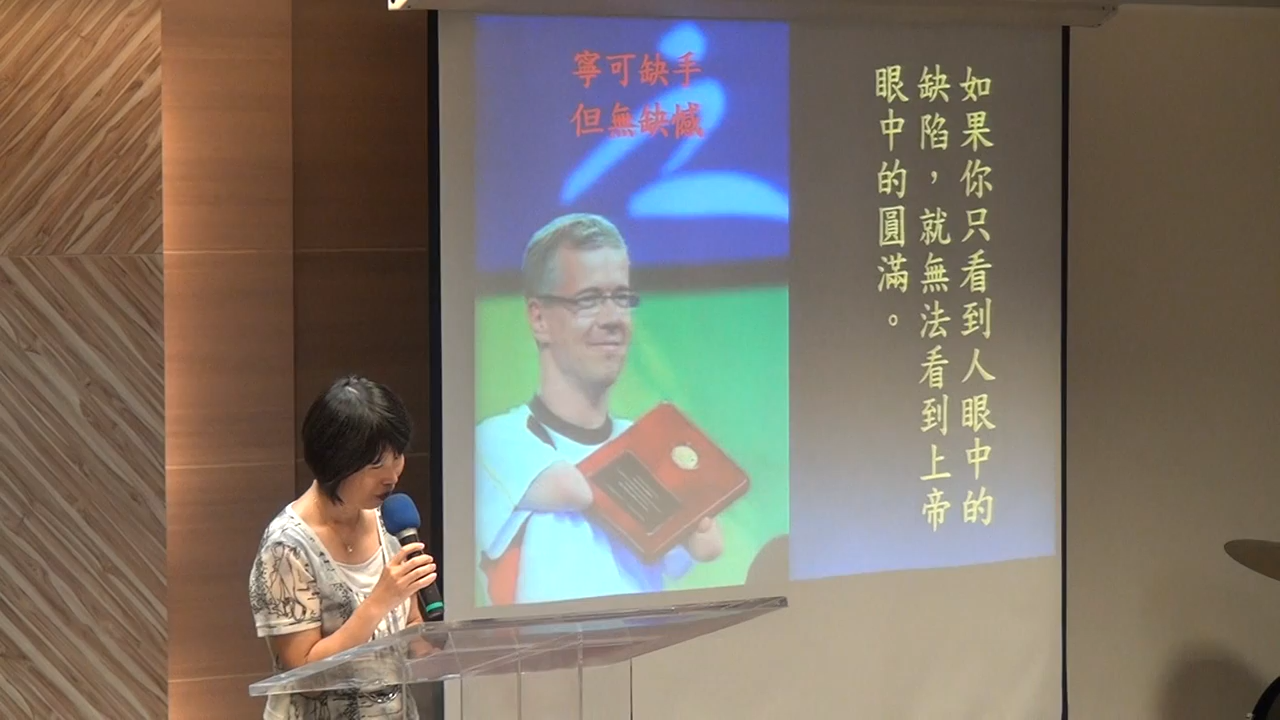 寧可缺手
但無缺憾
如果你只看到人眼中的
缺陷，就無法看到上帝
眼中的圓滿。